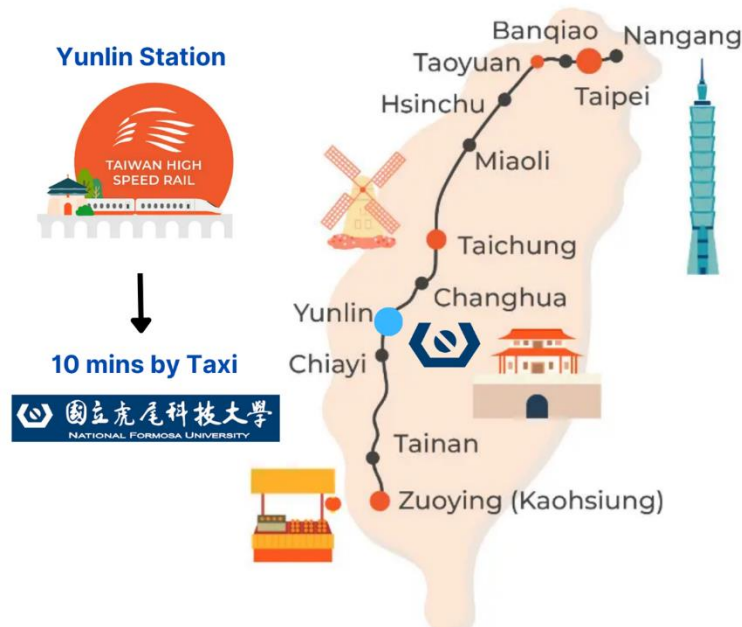 Yunlin Station
TAIWAN HIGH
SPEED RAIL
10 mins by Taxi
國立虎尾科技大學
NATIONAL FORMOSA UNIVERSITY
Banqiao
Nangang
Taoyuan
Taipei
Hsinchu
Miaoli
Taichung
Changhua
Yunlin
Chiayi
Tainan
Zuoying (Kaohsiung)